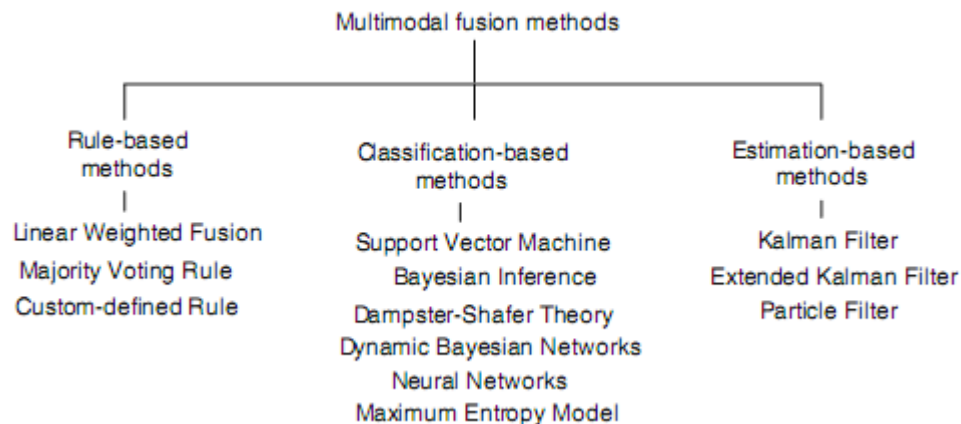 Multimodal fusion methods
Rule-based
methods
Linear Weighted Fusion
Majority Voting Rule
Custom-defined Rule
Classification-based
methods
Support Vector Machine
Bayesian Inference
Dampster-Shafer Theory
Dynamic Bayesian Networks
Neural Networks
Maximum Entropy Model
Estimation-based
methods
Kalman Filter
Extended Kalman Filter
Particle Filter